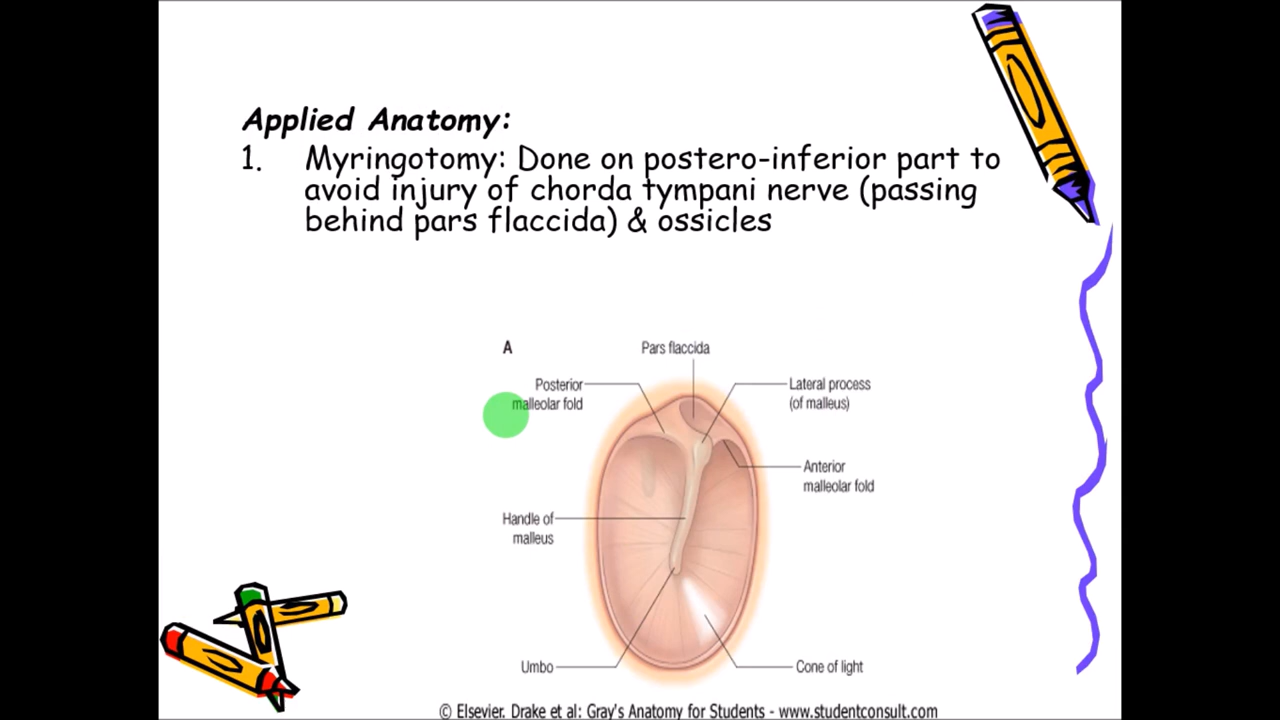 Applied Anatomy:
1. Myringotomy: Done on postero-inferior part to
avoid injury of chorda tympani nerve (passing
behind pars flaccida) & ossicles
A
Pars flaccida
Posterior
malleolar fold
Lateral process
(of malleus)
Anterior
malleolar fold
Handle of
malleus
Umbo
Cone of light
© Elsevier. Drake et al: Gray's Anatomy for Students - www.studentconsult.com